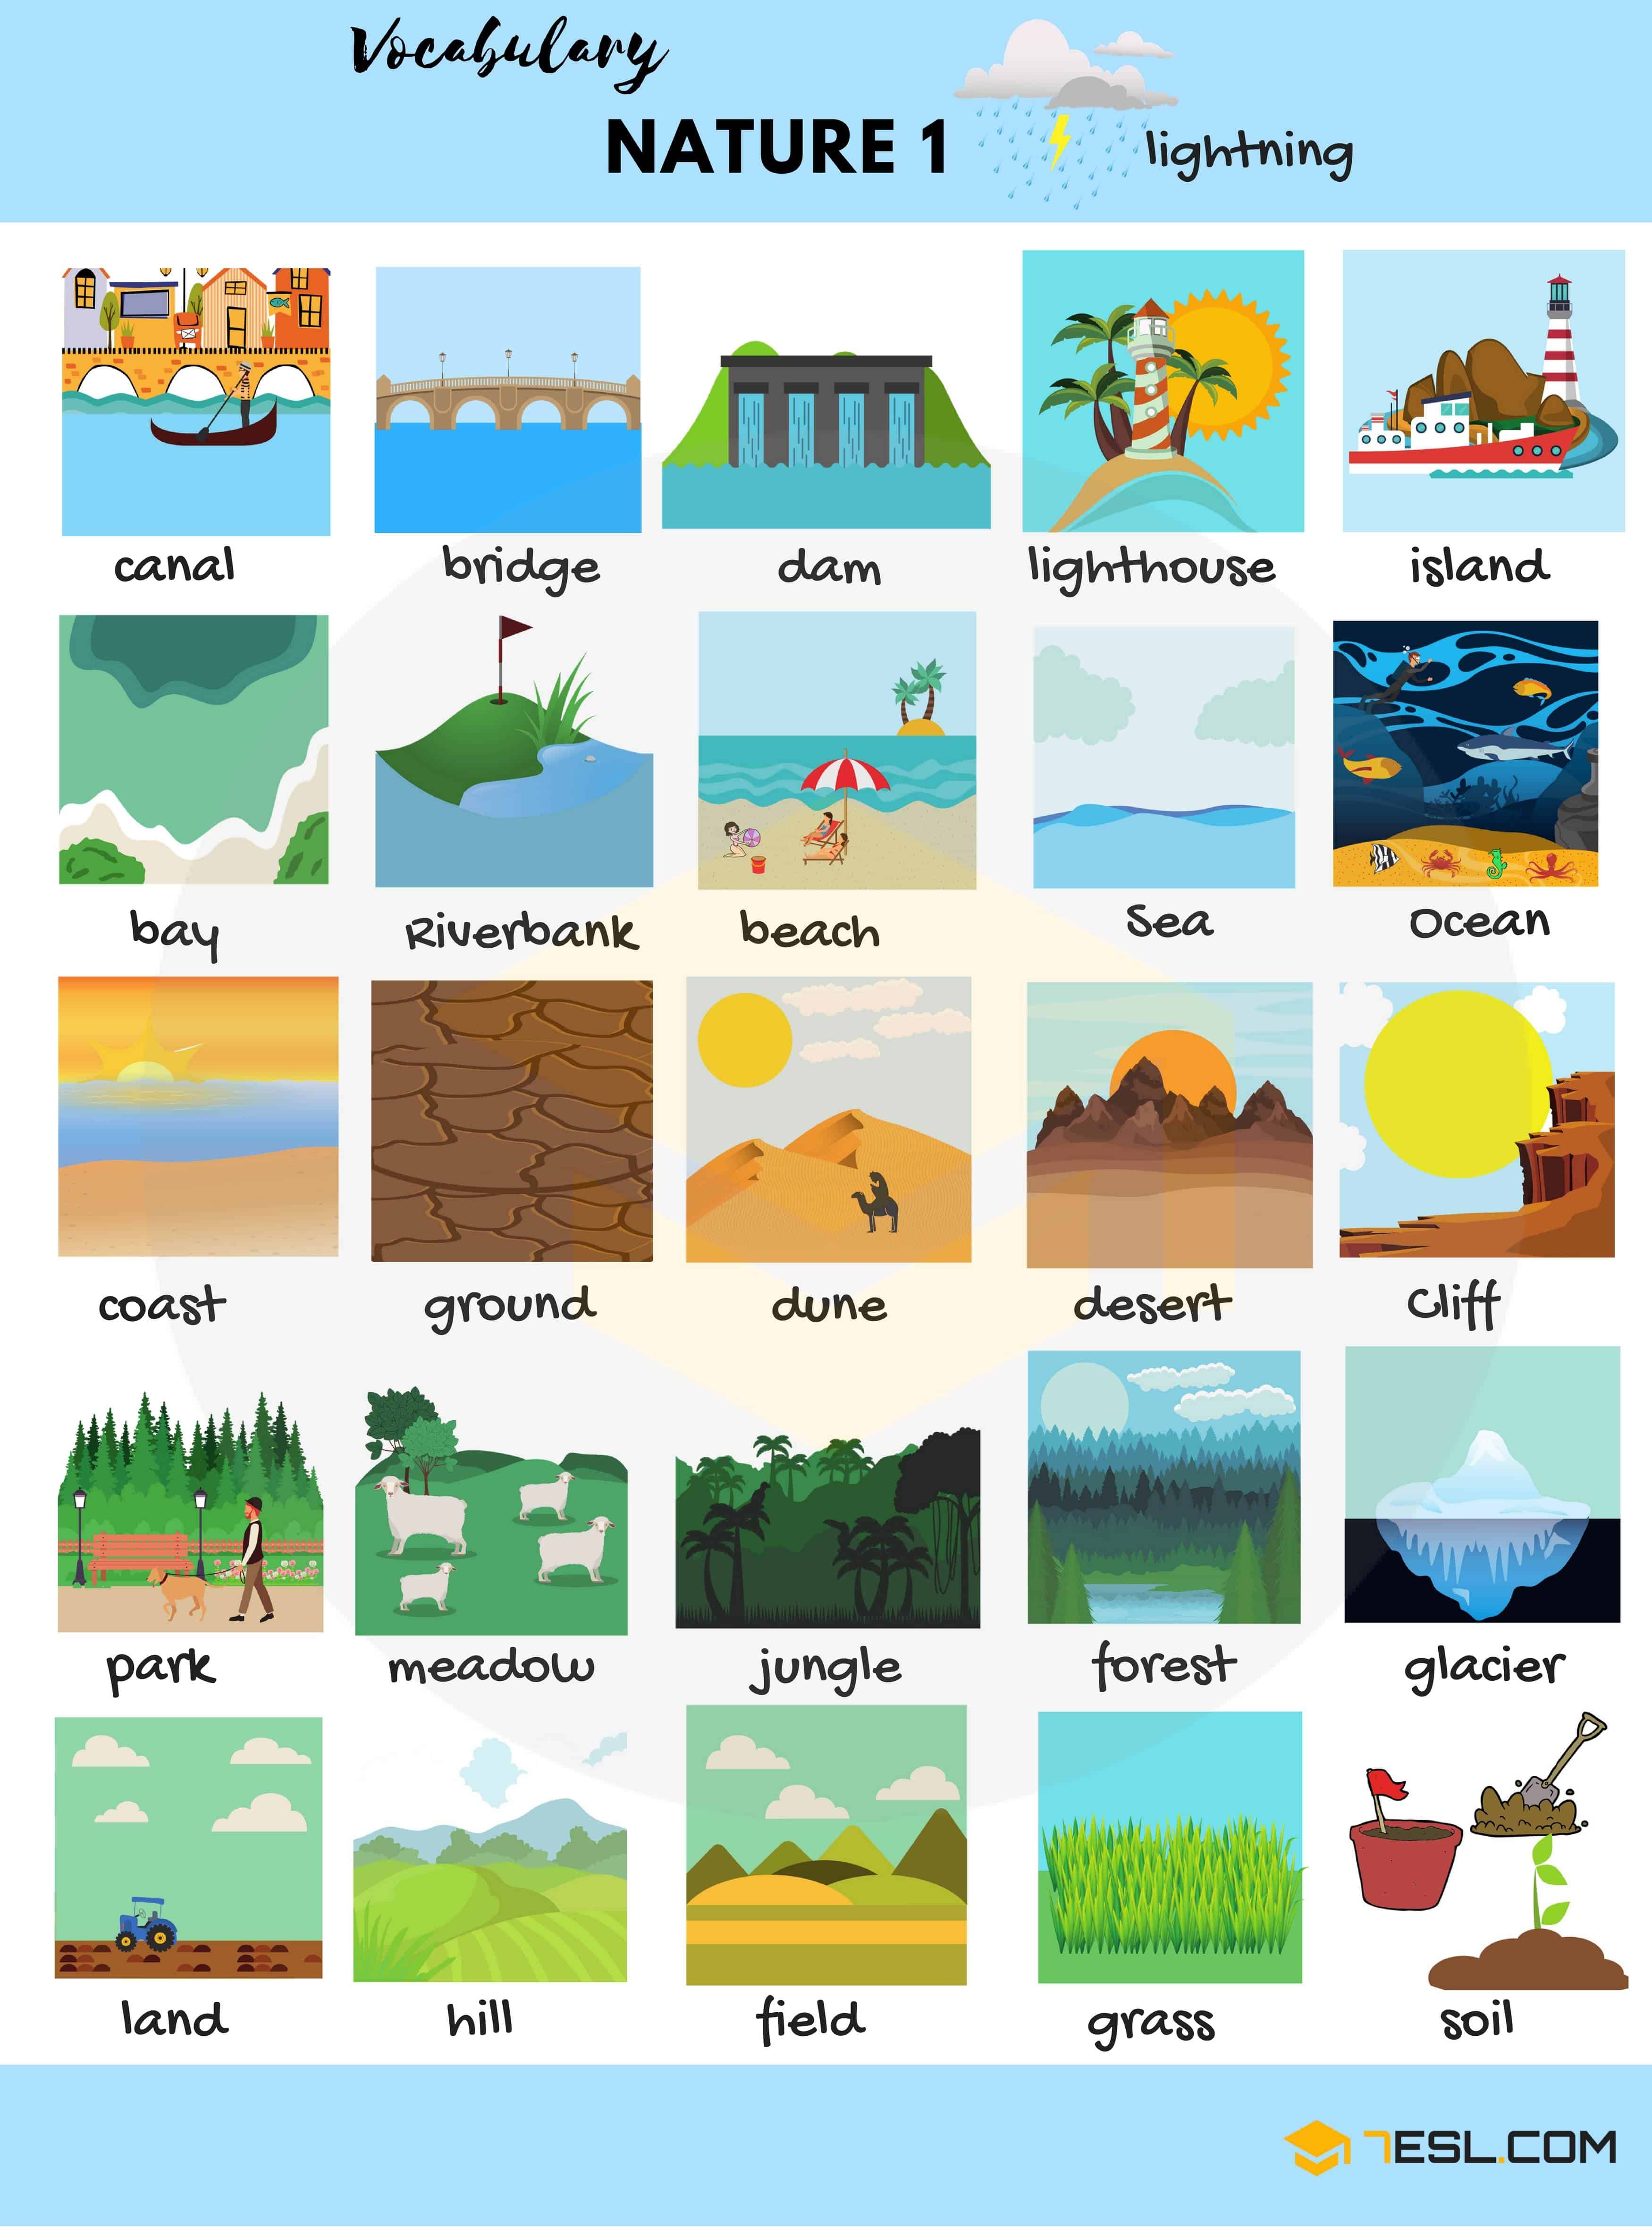 Vocabulary
NATURE 1
lightning
canal bridge dam lighthouse island
bay Riverbank beach Sea Ocean
coast ground dune desert Cliff
park meadow jungle forest glacier
land hill field grass soil
7ESL.COM